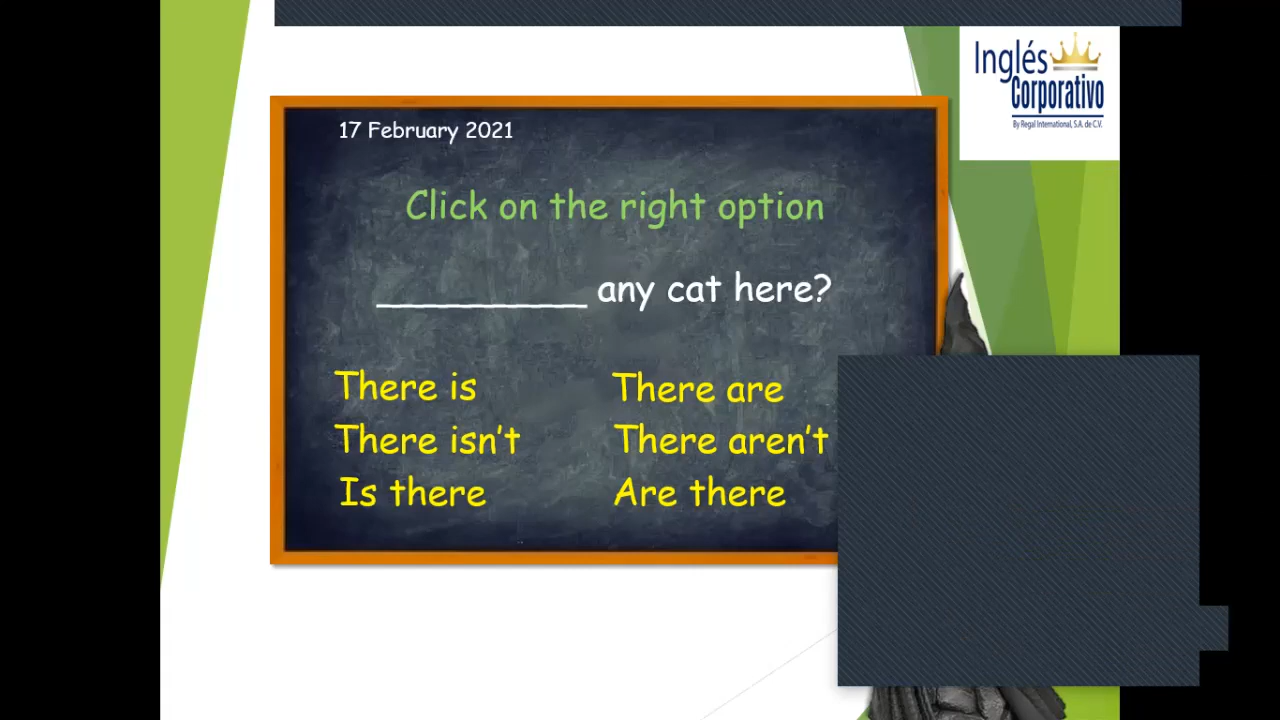 Inglés
Corporativo
By Regal International, S.A. de C.V.
17 February 2021
Click on the right option
__________ any cat here?
There is
There are
There isn't
There aren't
Is there
Are there